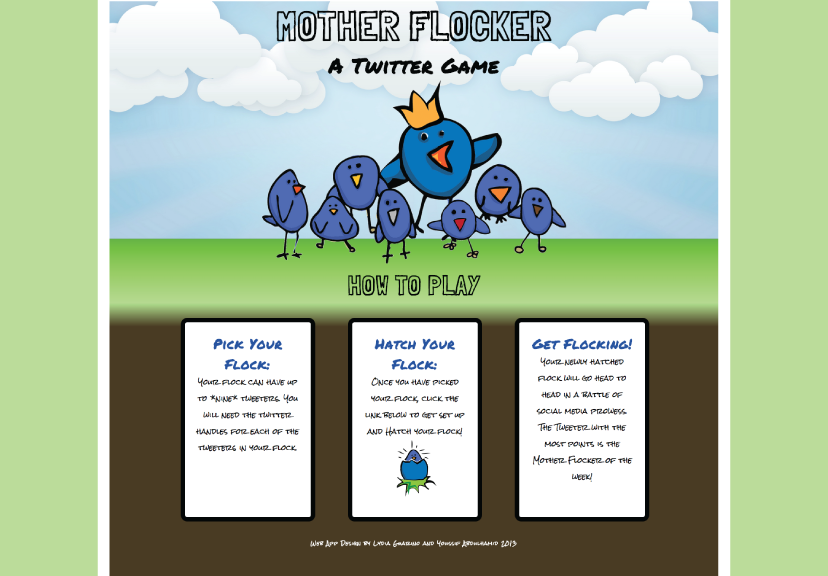 MOTHER FLOCKER
A Twitter Game
HOW TO PLAY
Pick Your
Flock:
Your flock can have up
to *nine* tweeters. You
will need the twitter
handles for each of the
tweeters in your flock.
Hatch Your
Flock:
Once you have picked
your flock, click the
link below to get set up
and Hatch your flock!
Get Flocking!
Your newly hatched
flock will go head to
head in a battle of
social media prowess.
The Tweeter with the
most points is the
Mother Flocker of the
week!
Web App Design by Lydia and Youssif Abdulhamid 2013